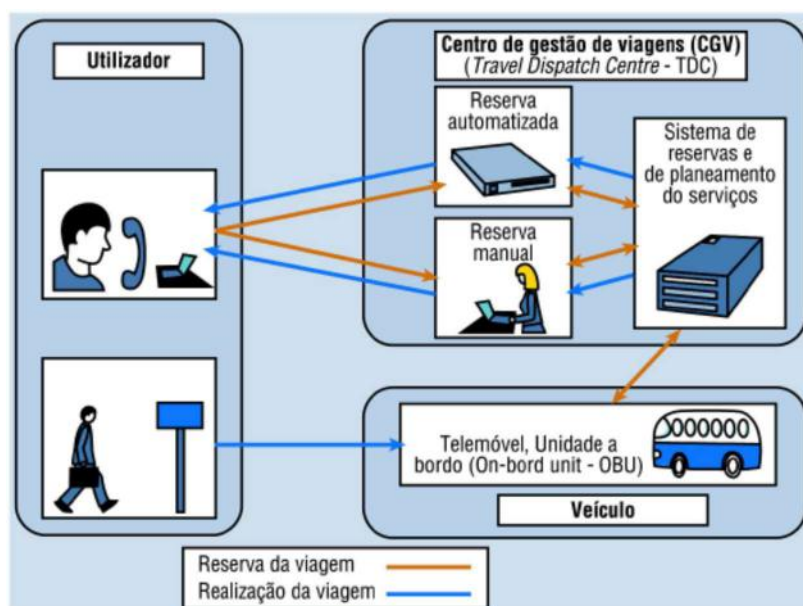 Utilizador
Centro de gestão de viagens (CGV)
(Travel Dispatch Centre - TDC)
Reserva
automatizada
Sistema de
reservas e
de planeamento
do serviços
Reserva
manual
Telemóvel, Unidade a
bordo (On-bord unit - OBU)
Veículo
Reserva da viagem
Realização da viagem